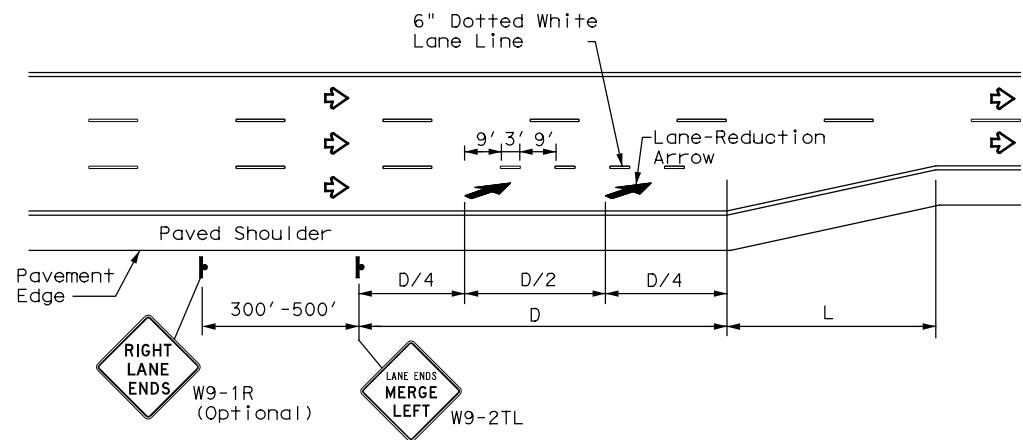 6" Dotted White
Lane Line
9' 3' 9'
Lane-Reduction
Arrow
Paved Shoulder
Pavement
Edge
D/4 D/2 D/4
300'-500' D L
RIGHT
LANE
ENDS
W9-1R
(Optional)
LANE ENDS
MERGE
LEFT
W9-2TL